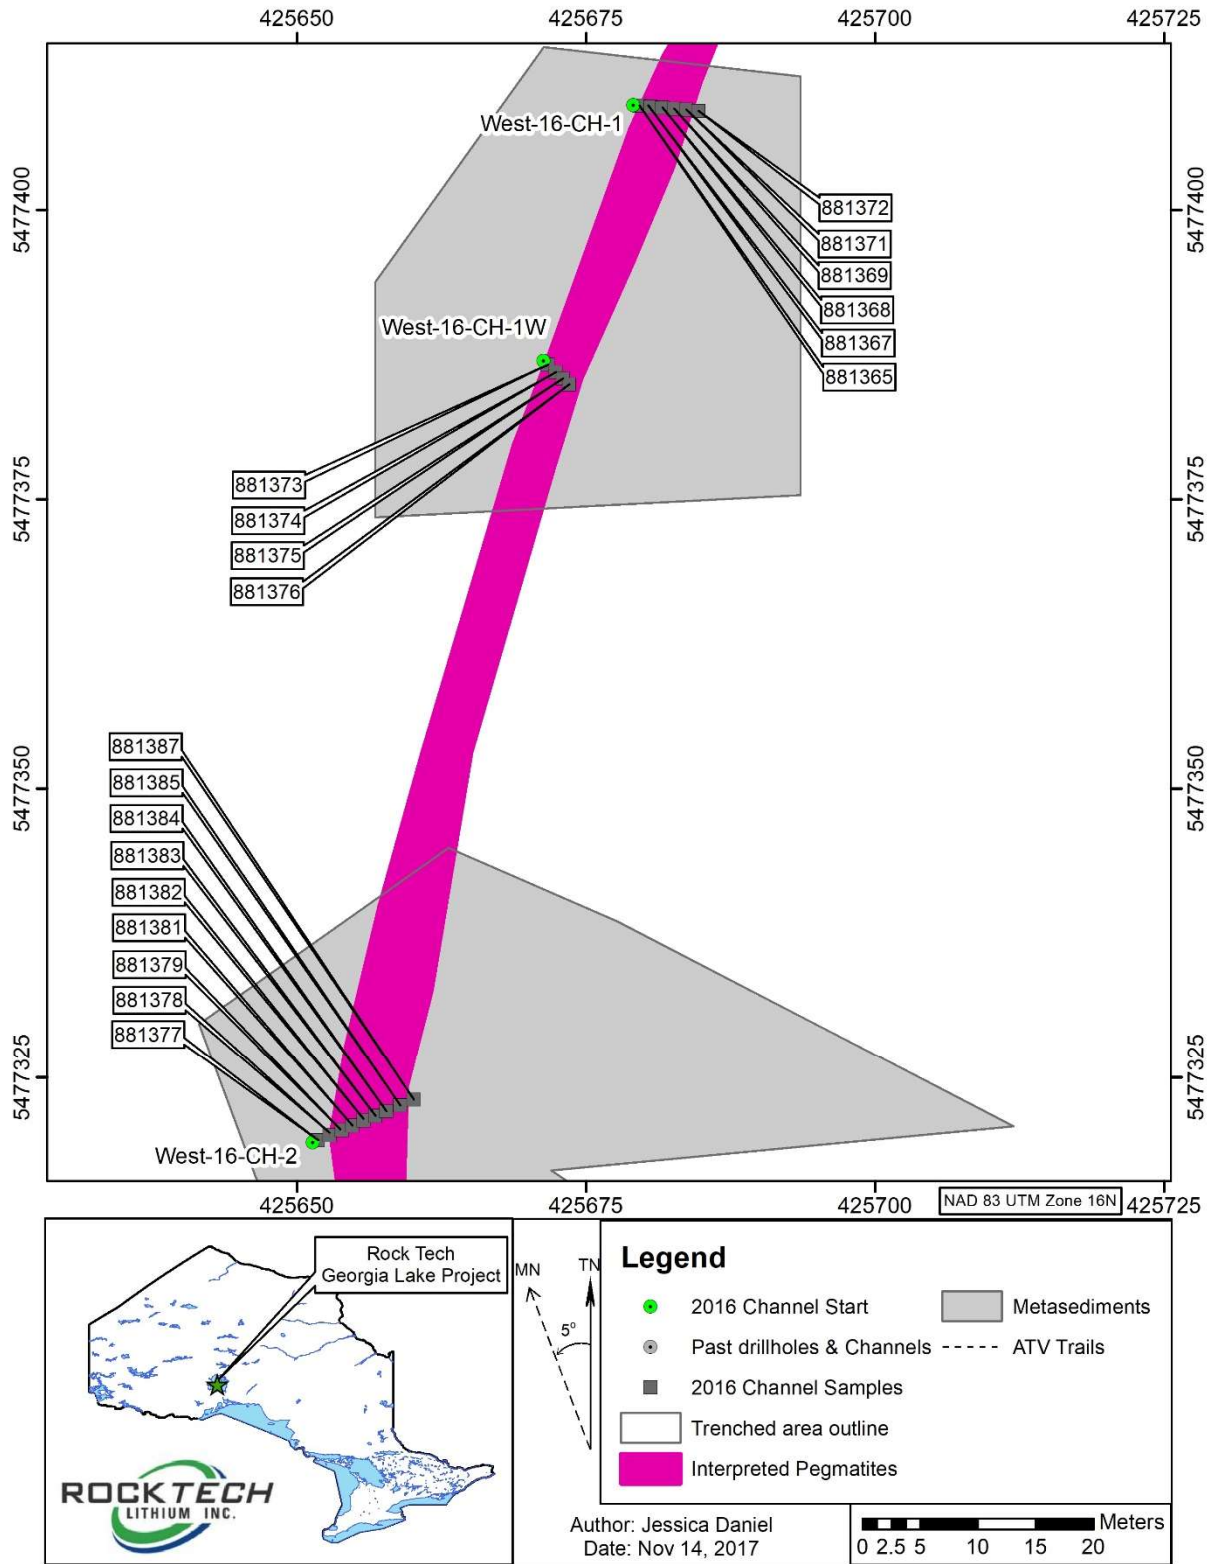 425650
425675
425700
425725
West-16-CH-1
5477400
5477400
881372
881371
881369
881368
881367
881365
West-16-CH-1W
881373
881374
881375
881376
5477375
5477375
881387
881385
881384
881383
881382
881381
879379
881378
881377
5477350
5477350
5477325
5477325
West-16-CH-2
425650
425675
425700
425725
NAD 83 UTM Zone 16N
Rock Tech
Georgia Lake Project
ROCKTECH
LITHIUM INC.
MN
TN
5°
Legend
2016 Channel Start
Past drillholes & Channels
2016 Channel Samples
Trenched area outline
Interpreted Pegmatites
Metasediments
ATV Trails
Author: Jessica Daniel
Date: Nov 14, 2017
Meters
0 2.5 5 10 15 20